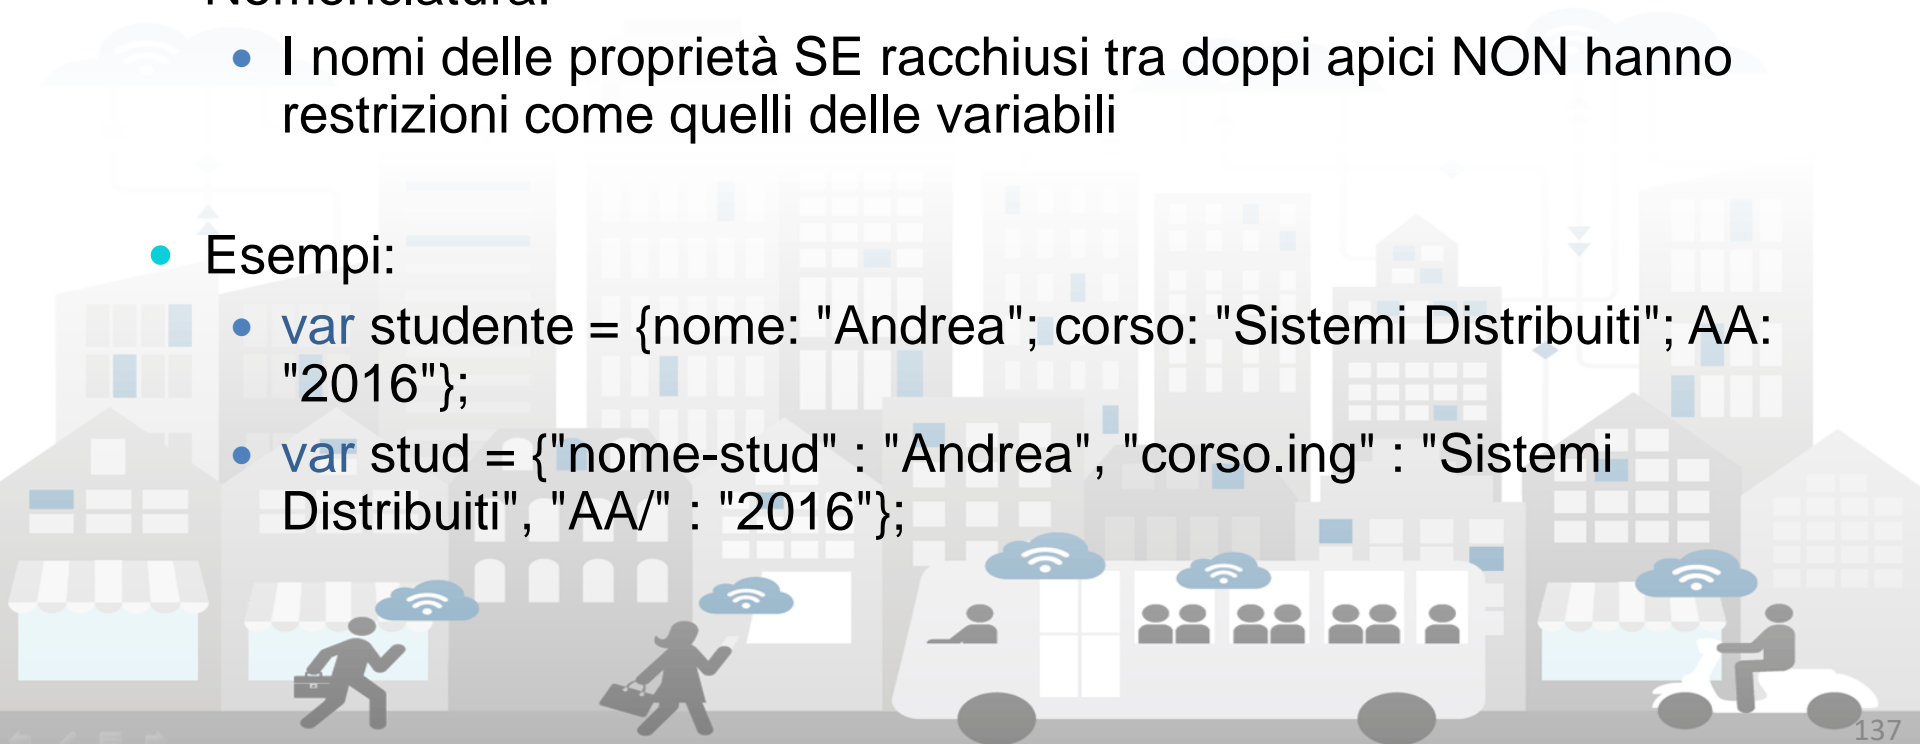 Nomenclatura:
• I nomi delle proprietà SE racchiusi tra doppi apici NON hanno
restrizioni come quelli delle variabili
• Esempi:
• var studente = {nome: "Andrea"; corso: "Sistemi Distribuiti"; AA:
"2016"};
• var stud = {"nome-stud" : "Andrea", "corso.ing" : "Sistemi
Distribuiti", "AA/" : "2016"};
137